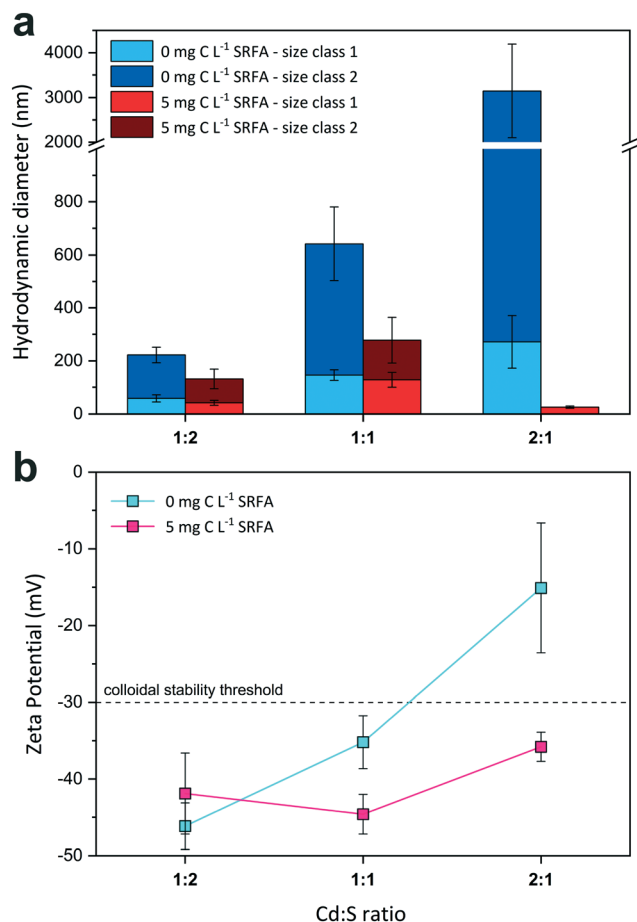 a
Hydrodynamic diameter (nm)
4000
3000
2000
800
600
400
200
0
0 mg C L⁻¹ SRFA - size class 1
0 mg C L⁻¹ SRFA - size class 2
5 mg C L⁻¹ SRFA - size class 1
5 mg C L⁻¹ SRFA - size class 2
1:2 1:1 2:1
b
Zeta Potential (mV)
0
-10
-20
-30
-40
-50
0 mg C L⁻¹ SRFA
5 mg C L⁻¹ SRFA
colloidal stability threshold
1:2 1:1 2:1
Cd:S ratio